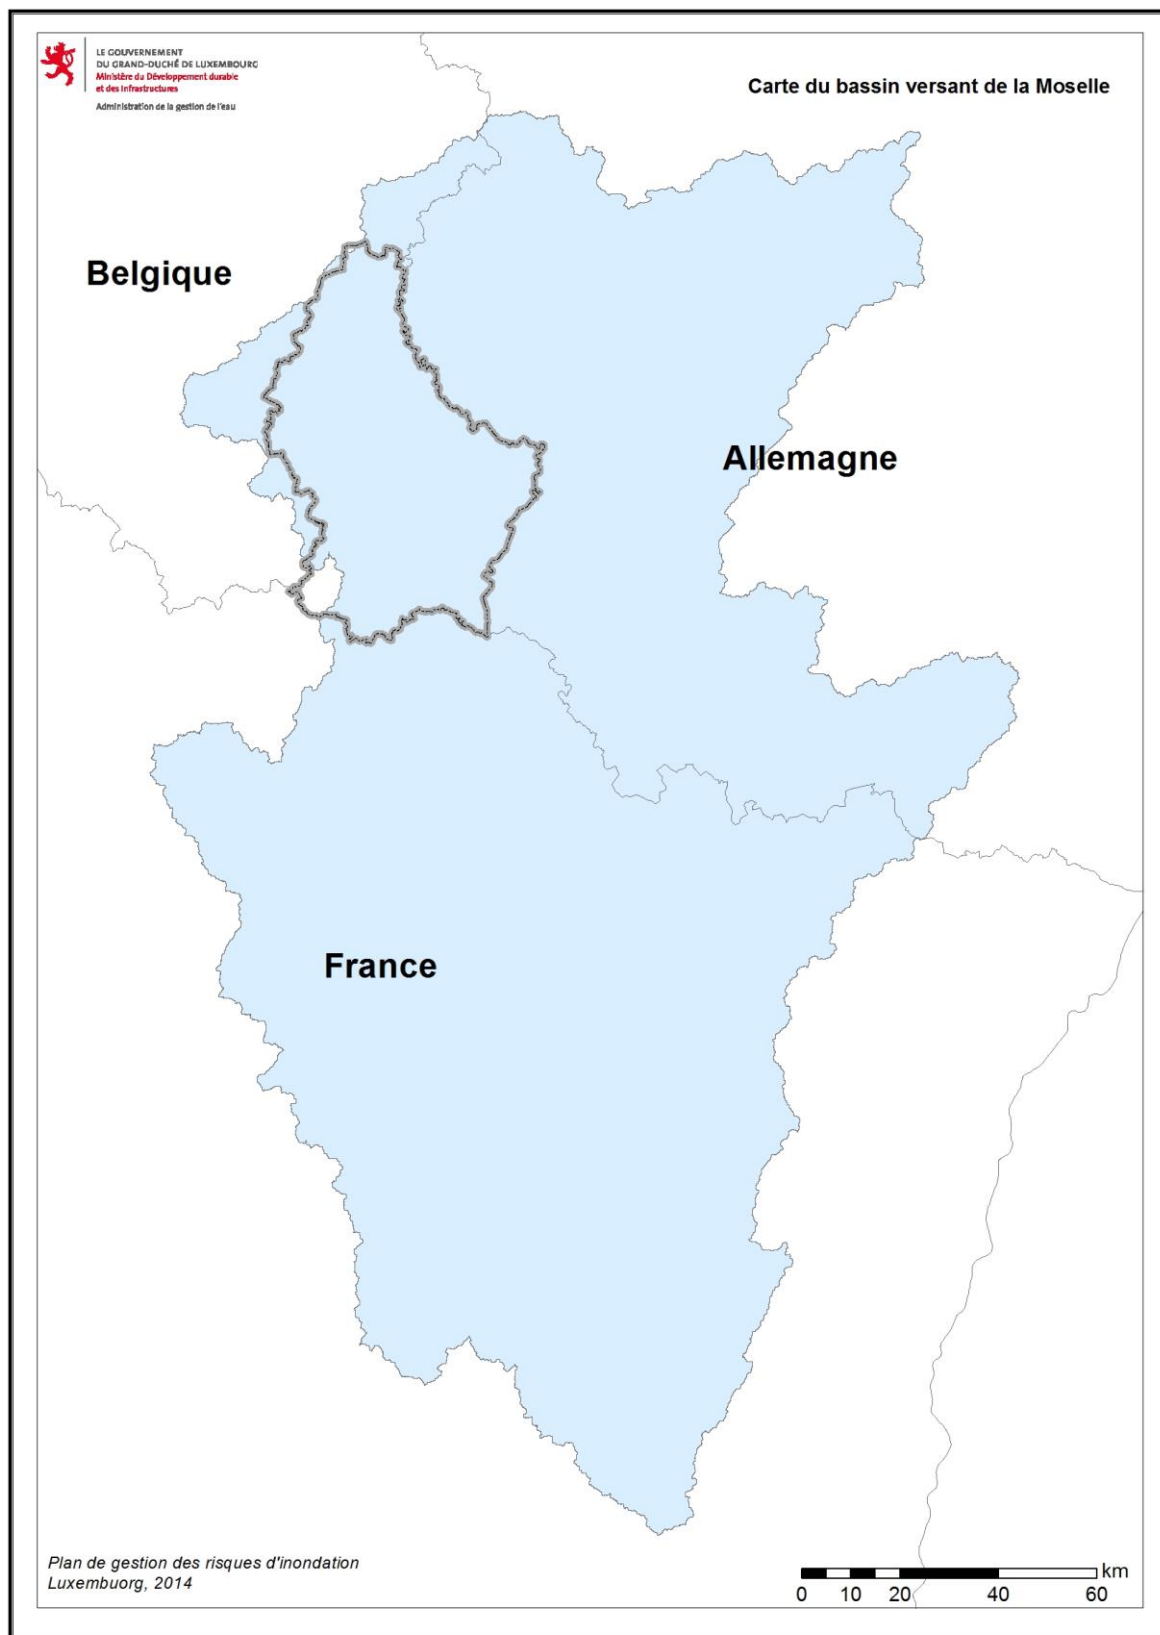 LE GOUVERNEMENT
DU GRAND-DUCHÉ DE LUXEMBOURG
Ministère du Développement durable
et des Infrastructures
Administration de la gestion de l'eau
Carte du bassin versant de la Moselle
Belgique
Allemagne
France
Plan de gestion des risques d'inondation
Luxembuorg, 2014
km
0 10 20 40 60